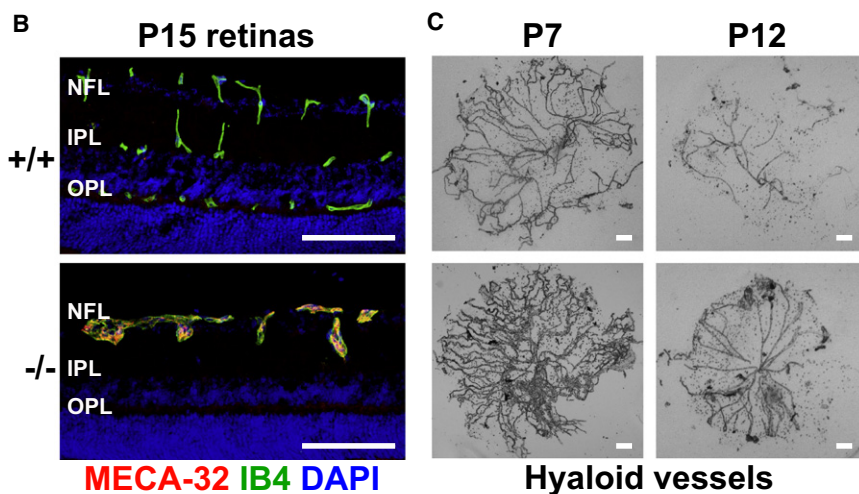 B
P15 retinas
+/+
NFL
IPL
OPL
-/-
NFL
IPL
OPL
MECA-32 IB4 DAPI
C
P7 P12
Hyaloid vessels